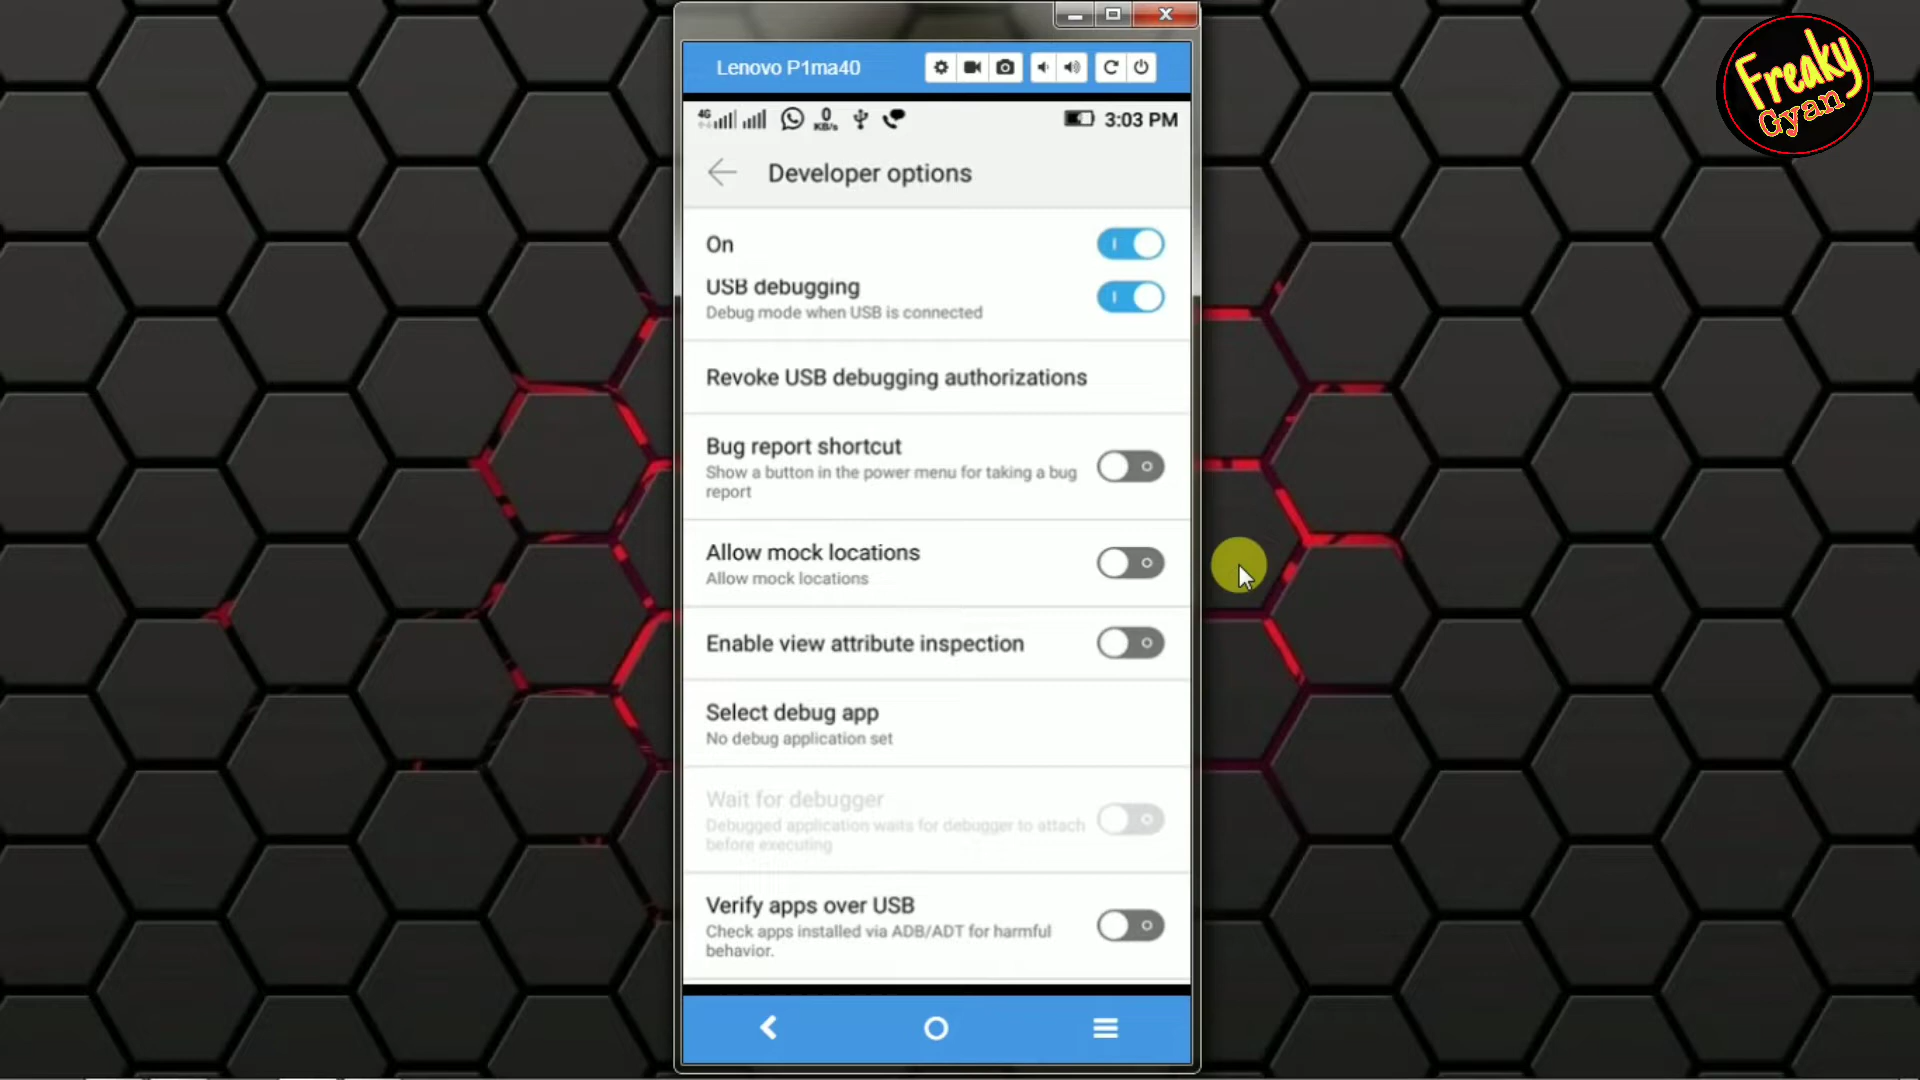 Freaky
Gyan
Lenovo P1ma40
4G
0
KB/s
3:03 PM
Developer options
On
USB debugging
Debug mode when USB is connected
Revoke USB debugging authorizations
Bug report shortcut
Show a button in the power menu for taking a bug
report
Allow mock locations
Allow mock locations
Enable view attribute inspection
Select debug app
No debug application set
Wait for debugger
Debugged application waits for debugger to attach
before executing
Verify apps over USB
Check apps installed via ADB/ADT for harmful
behavior.